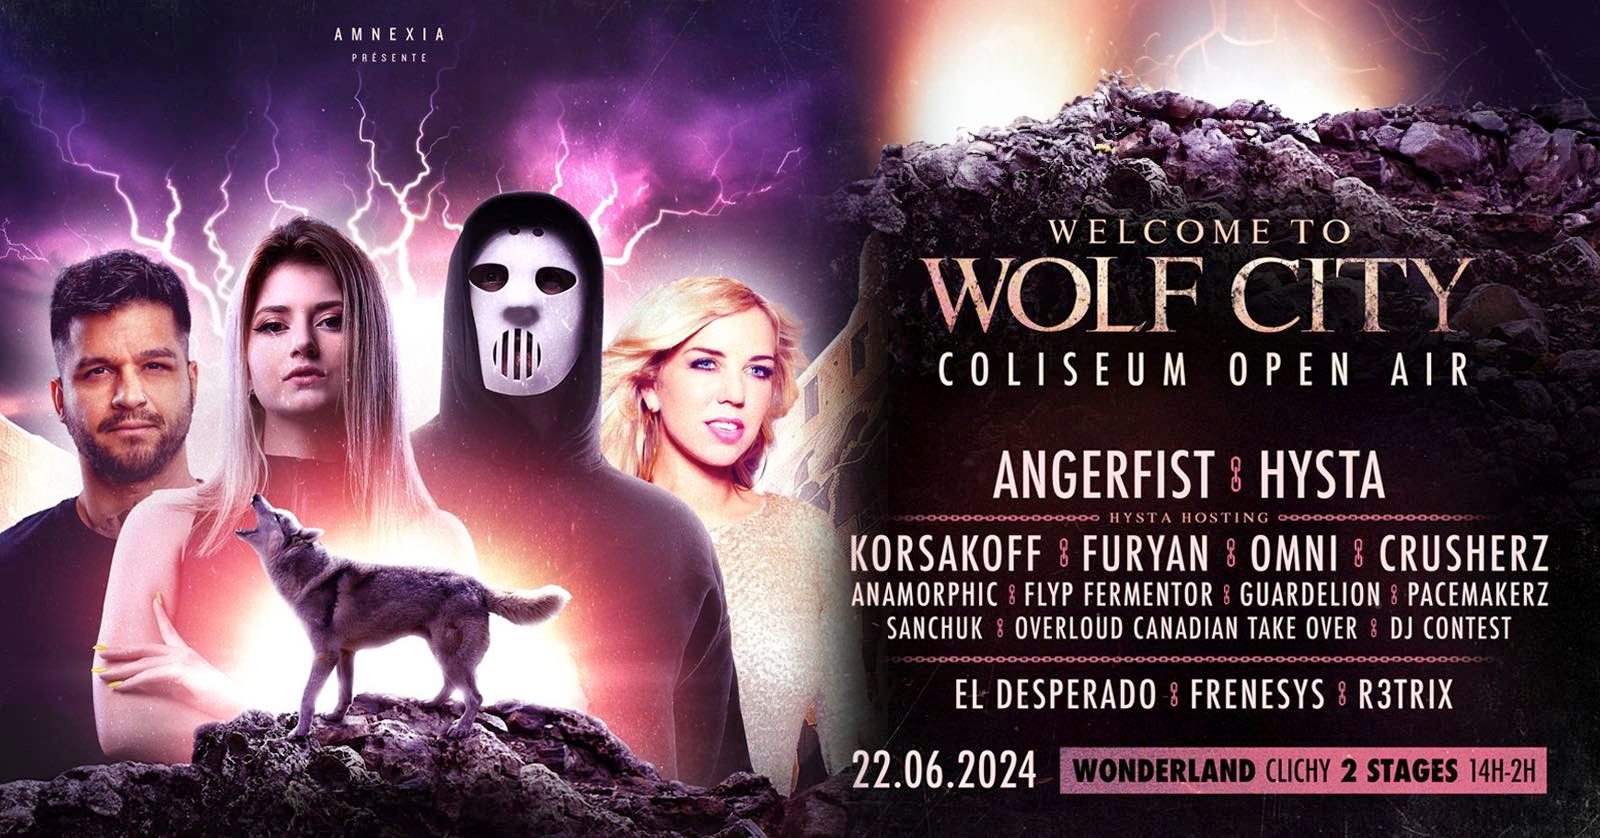 AMNEXIA
PRÉSENTE
WELCOME TO
WOLF CITY
COLISEUM OPEN AIR
ANGERFIST HYSTA
HYSTA HOSTING
KORSAKOFF FURYAN OMNI CRUSHERZ
ANAMORPHIC FLYP FERMENTOR GUARDELION PACEMAKERZ
SANCHUK OVERLOUD CANADIAN TAKE OVER DJ CONTEST
EL DESPERADO FRENESYS R3TRIX
22.06.2024 WONDERLAND CLICHY 2 STAGES 14H-2H